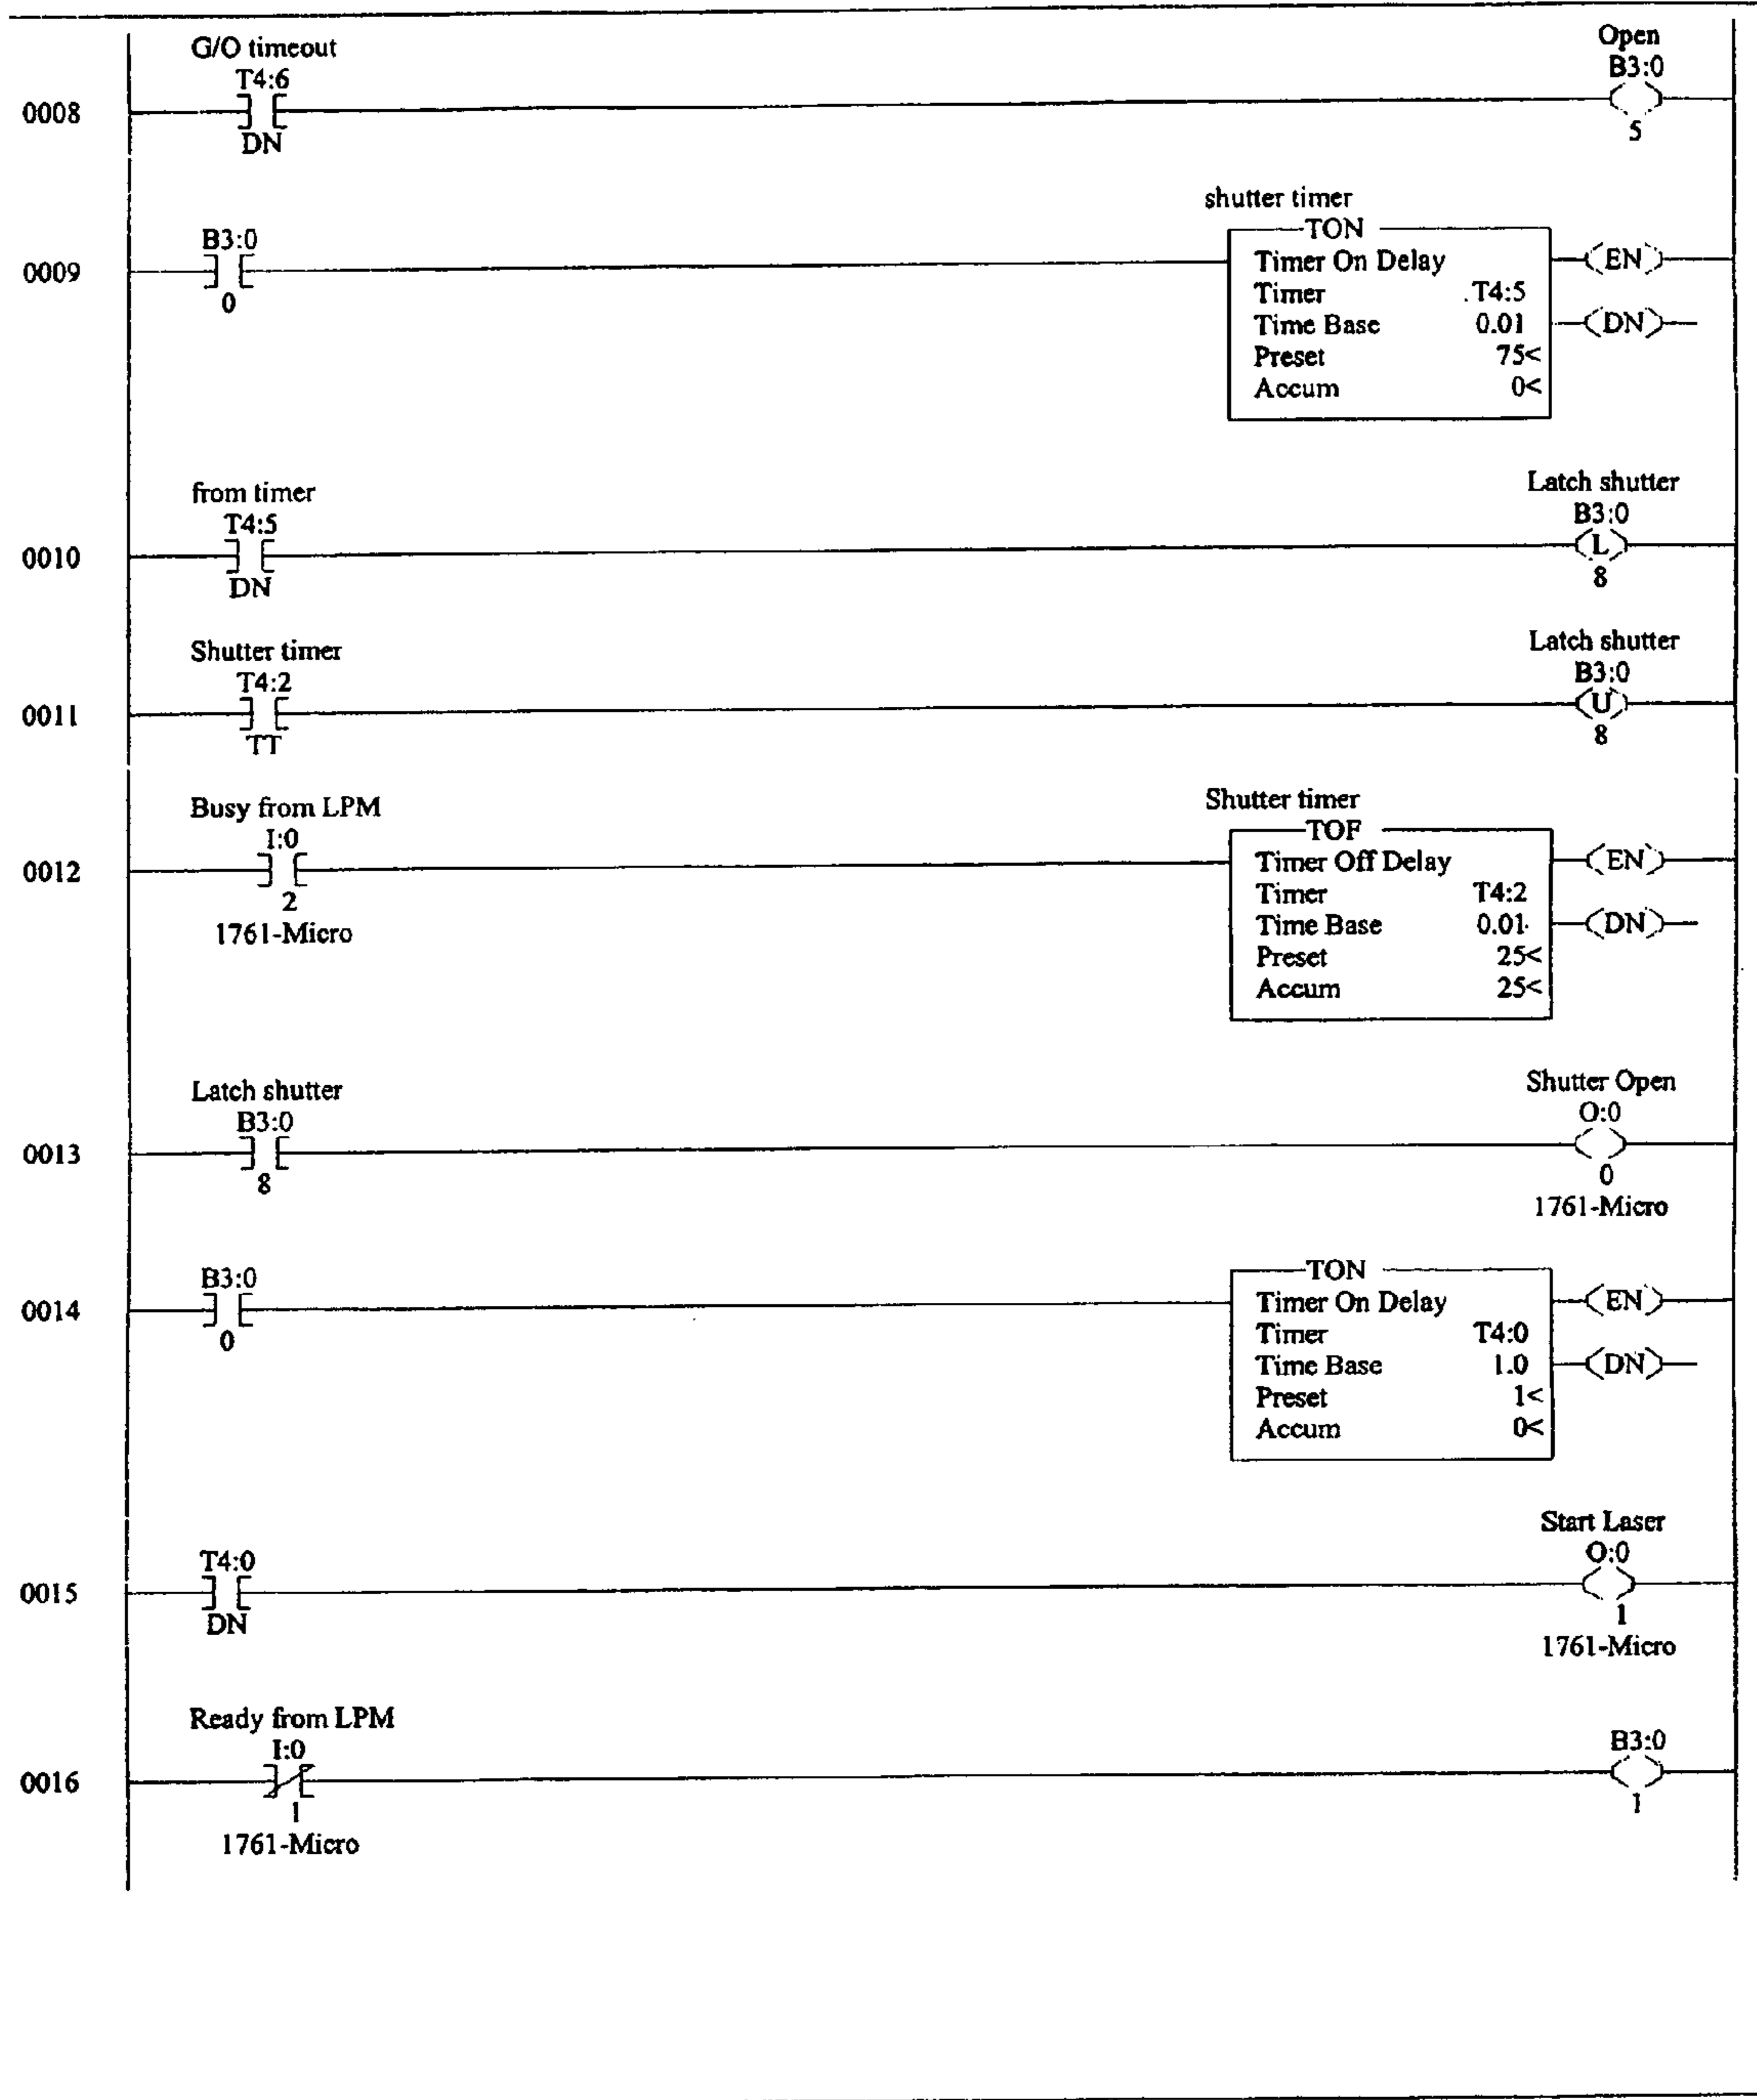 G/O timeout
T4:6
DN
Open
B3:0
5
0008
shutter timer
TON
B3:0
0
0009
Timer On Delay
Timer .T4:5
Time Base 0.01
Preset 75<
Accum 0<
EN
DN
from timer
T4:5
DN
Latch shutter
B3:0
L
8
0010
Shutter timer
T4:2
TT
Latch shutter
B3:0
U
8
0011
Busy from LPM
I:0
2
1761-Micro
0012
Shutter timer
TOF
Timer Off Delay
Timer T4:2
Time Base 0.01
Preset 25<
Accum 25<
EN
DN
Latch shutter
B3:0
8
0013
Shutter Open
O:0
0
1761-Micro
B3:0
0
0014
TON
Timer On Delay
Timer T4:0
Time Base 1.0
Preset 1<
Accum 0<
EN
DN
T4:0
DN
0015
Start Laser
O:0
1
1761-Micro
Ready from LPM
I:0
1
1761-Micro
0016
B3:0
1